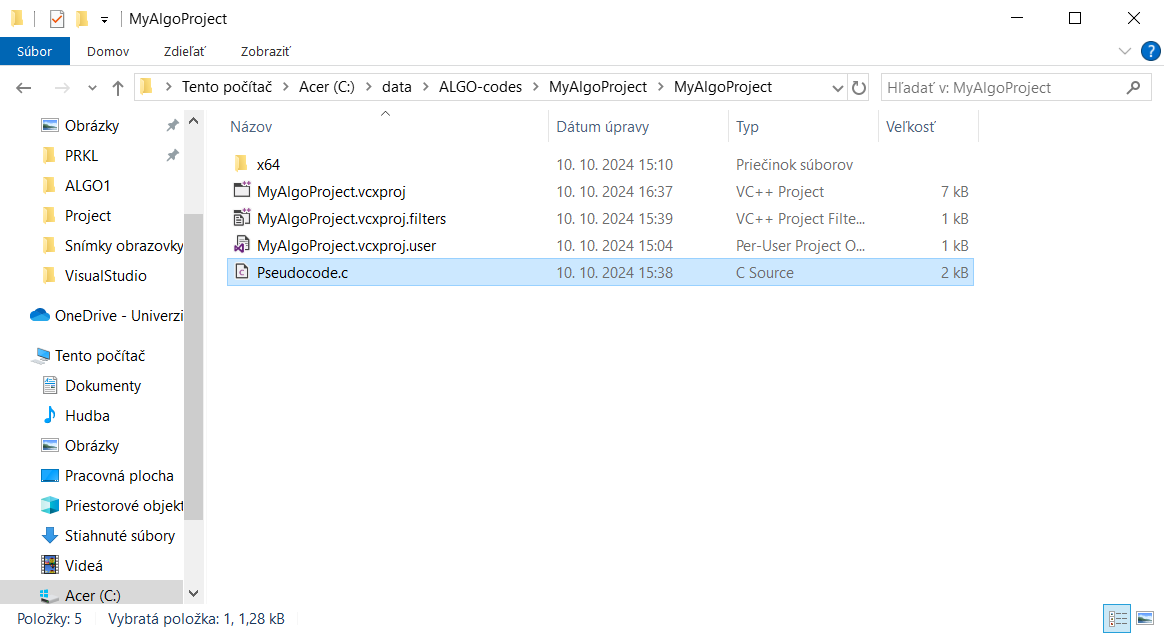 MyAlgoProject
Súbor Domov Zdieľať Zobraziť ?
Tento počítač Acer (C:) data ALGO-codes MyAlgoProject MyAlgoProject Hľadať v: MyAlgoProject
Obrázky
PRKL
ALGO1
Project
Snímky obrazovky
VisualStudio
OneDrive - Univerzi
Tento počítač
Dokumenty
Hudba
Obrázky
Pracovná plocha
Priestorové objekt
Stiahnuté súbory
Videá
Acer (C:)
Názov Dátum úpravy Typ Veľkosť
x64 10. 10. 2024 15:10 Priečinok súborov
MyAlgoProject.vcxproj 10. 10. 2024 16:37 VC++ Project 7 kB
MyAlgoProject.vcxproj.filters 10. 10. 2024 15:39 VC++ Project Filte... 1 kB
MyAlgoProject.vcxproj.user 10. 10. 2024 15:04 Per-User Project O... 1 kB
Pseudocode.c 10. 10. 2024 15:38 C Source 2 kB
Položky: 5 Vybratá položka: 1, 1,28 kB